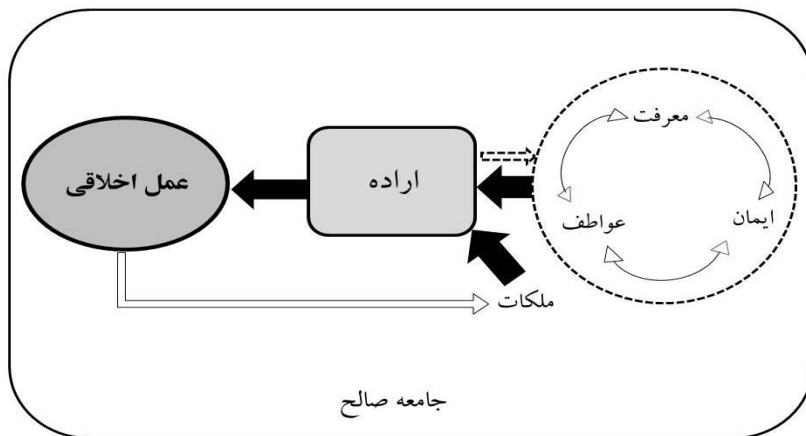 معرفت
ایمان
عواطف
اراده
عمل اخلاقی
ملکات
جامعه صالح